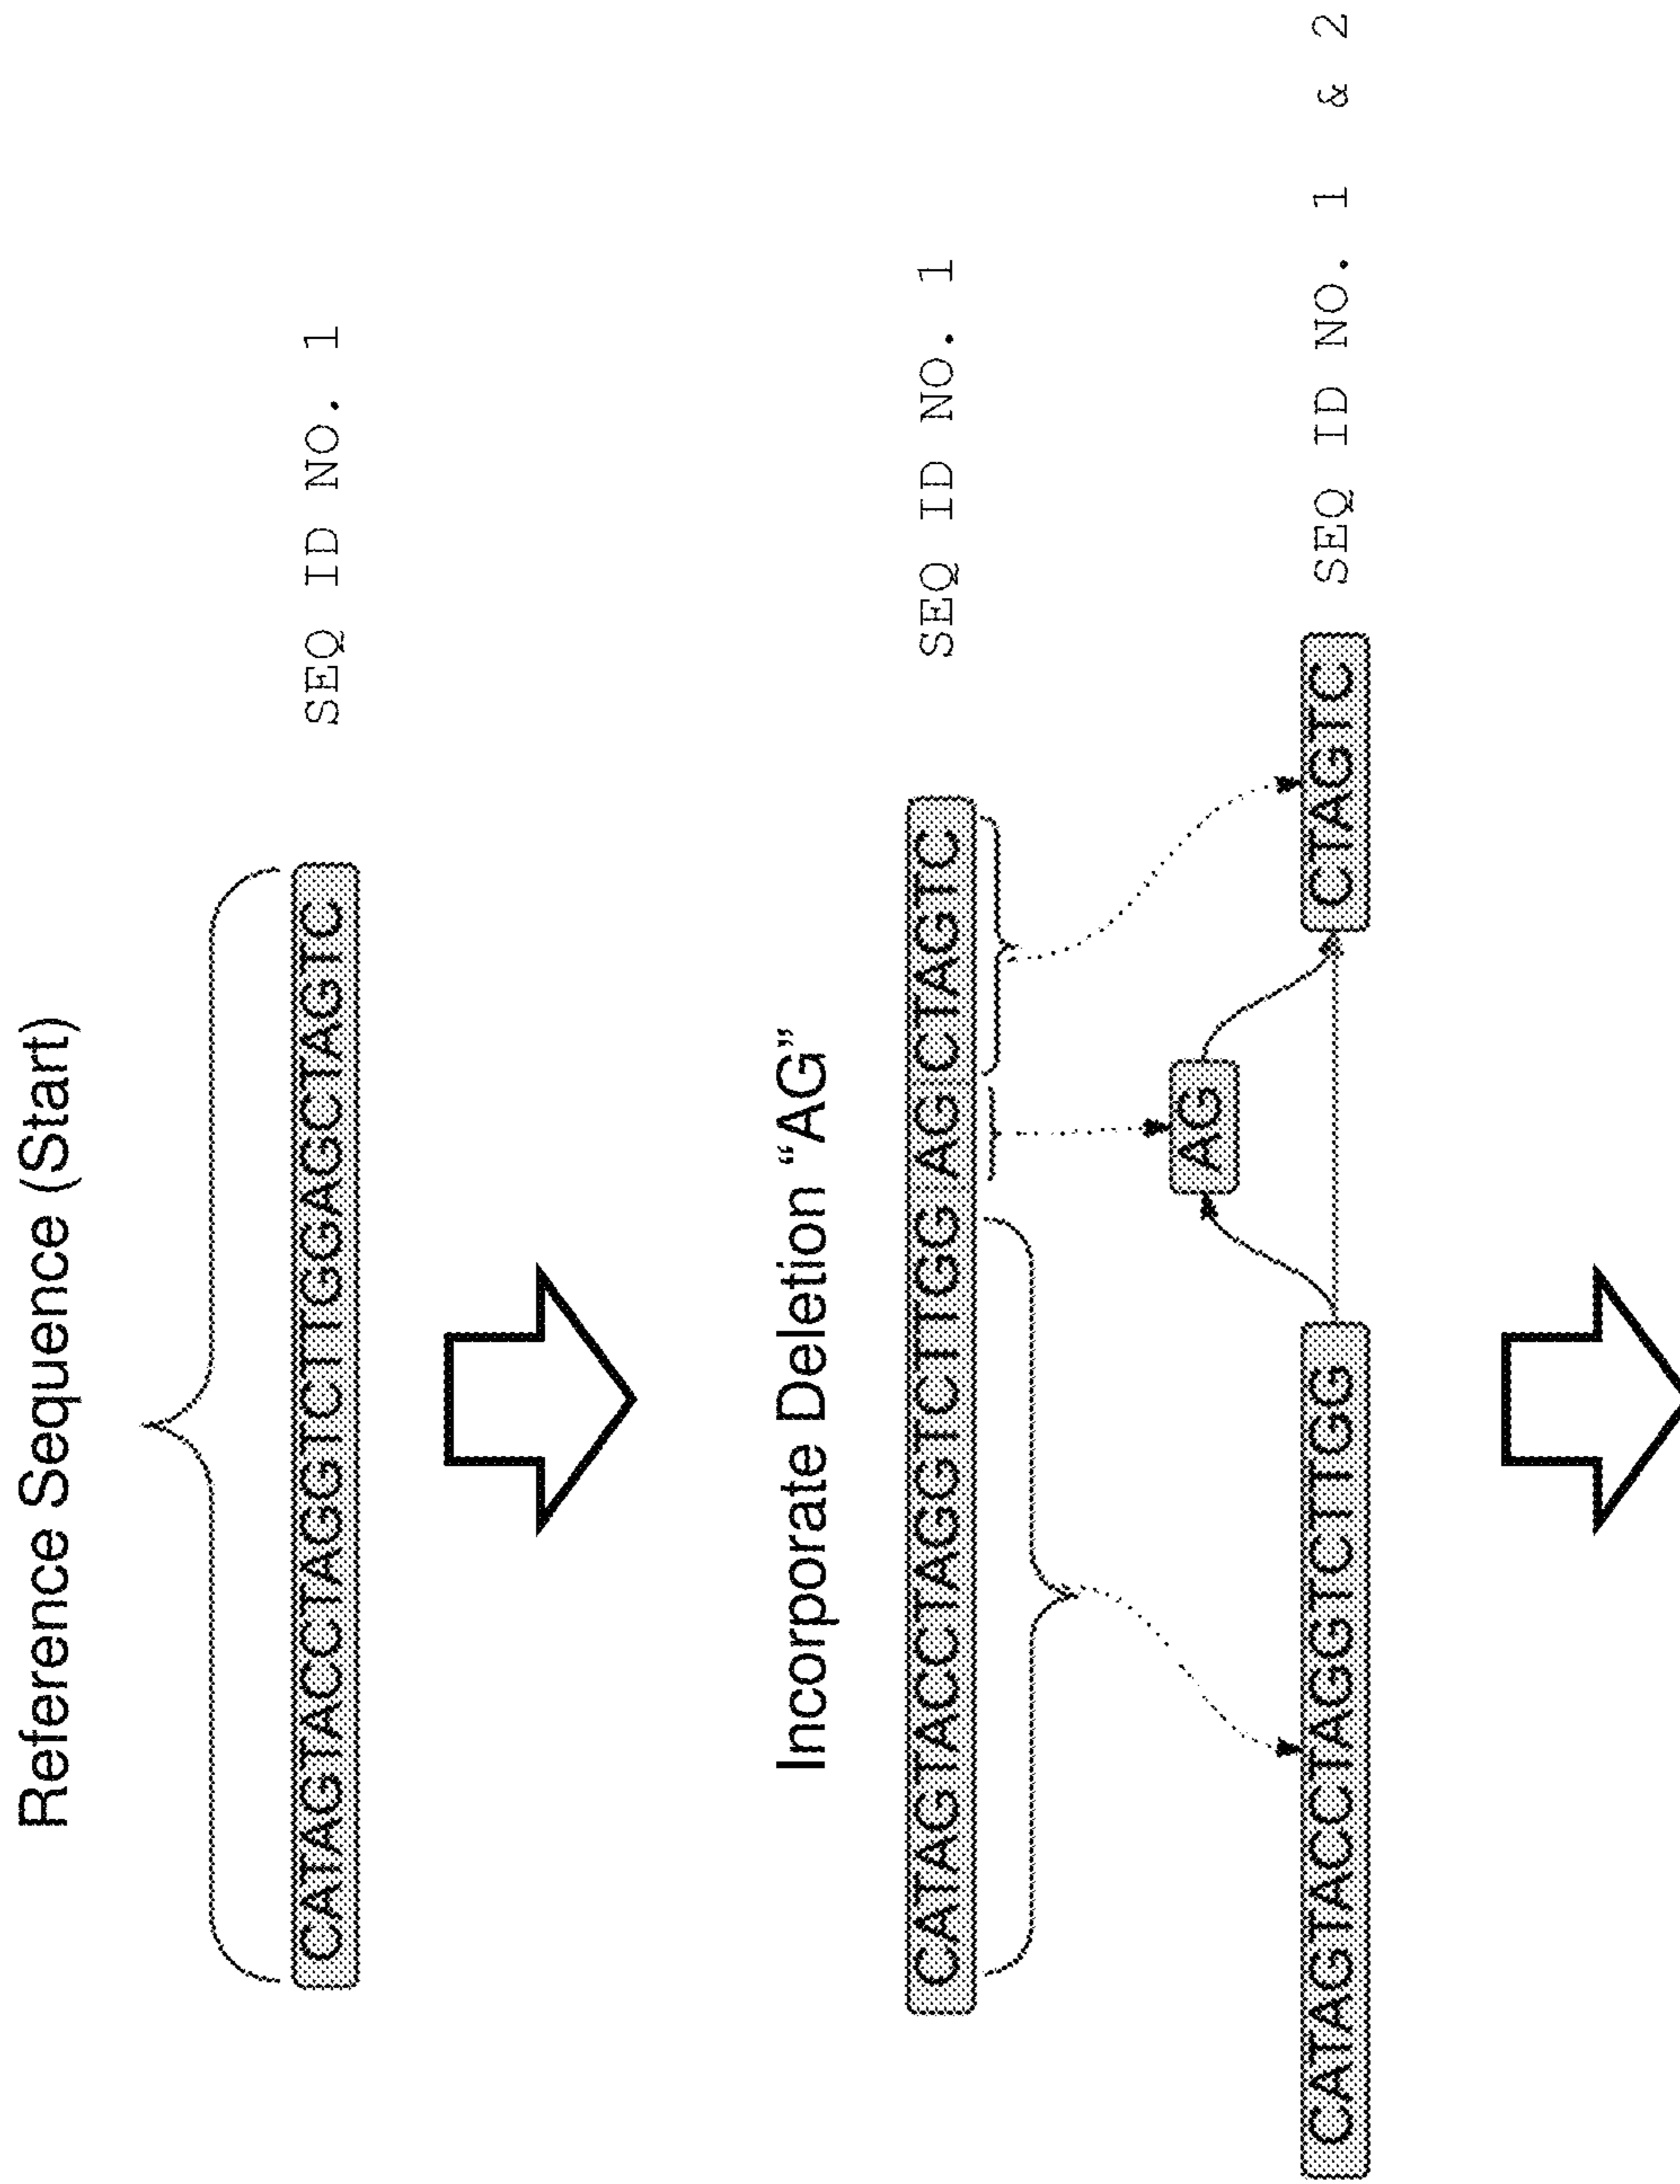 Reference Sequence (Start)
CATAGTACCTAGGTCTTGGAGCTAGTC SEQ ID NO. 1
Incorporate Deletion “AG”
CATAGTACCTAGGTCTTGG AG CTAGTC SEQ ID NO. 1
AG
CATAGTACCTAGGTCTTGG CTAGTC SEQ ID NO. 1 & 2